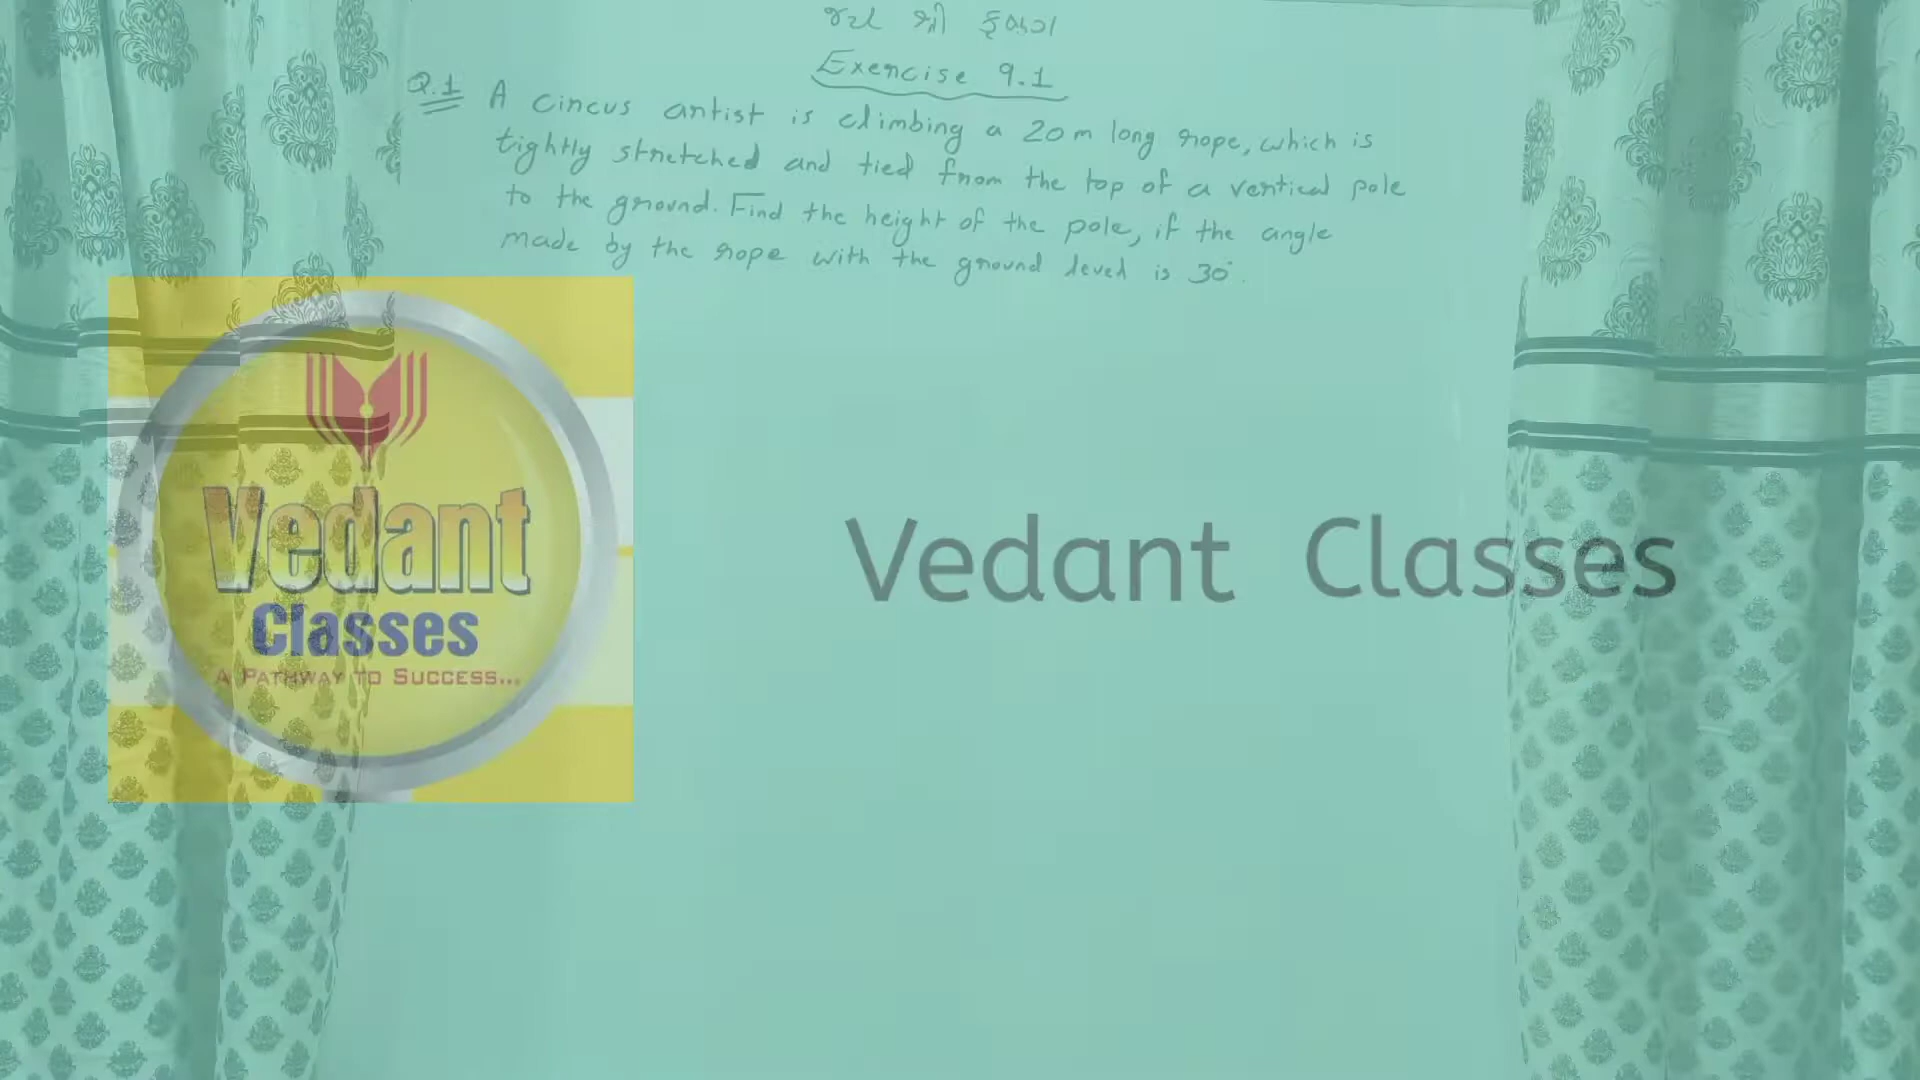 જય શ્રી કૃષ્ણ
Exercise 9.1
Q.1 A circus artist is climbing a 20m long rope, which is
tightly stretched and tied from the top of a vertical pole
to the ground. Find the height of the pole, if the angle
made by the rope with the ground level is 30°.
Vedant
Classes
A PATHWAY TO SUCCESS...
Vedant Classes